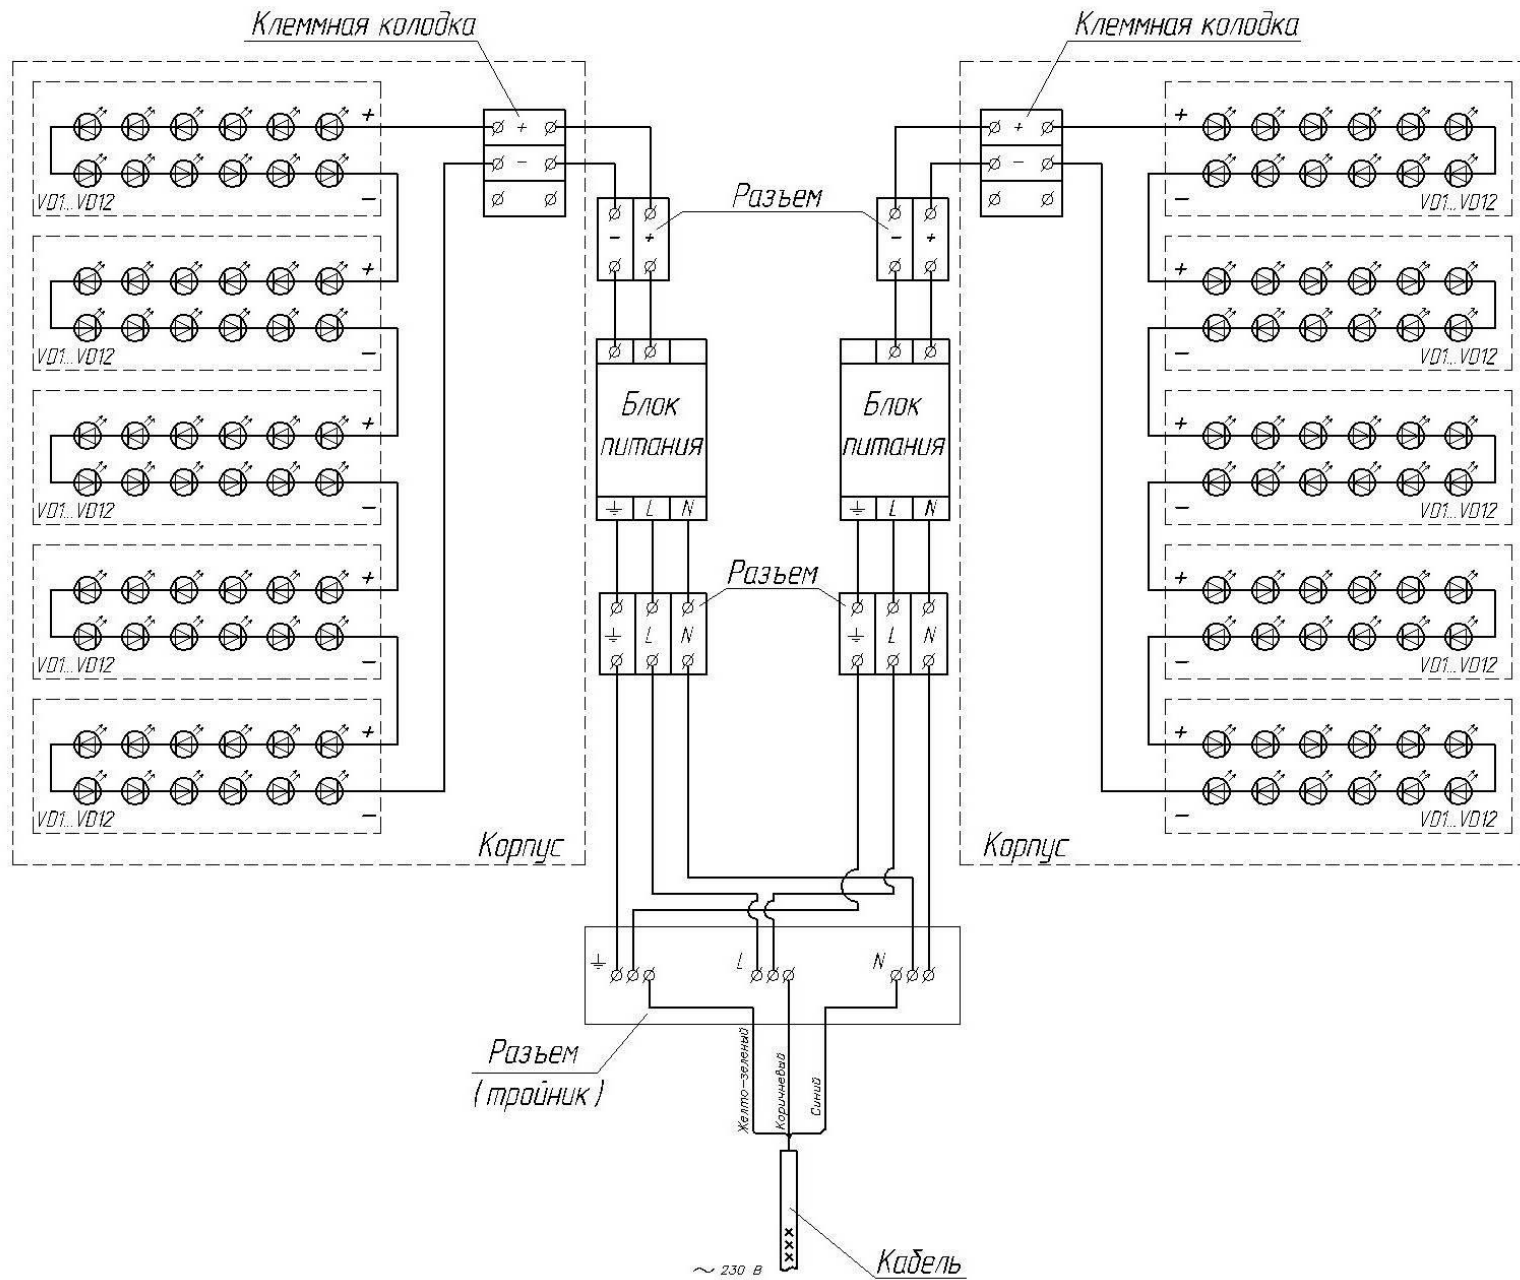 Клеммная колодка
Клеммная колодка
+
+
VD1...VD12
−
+
−
+
−
+
VD1...VD12
−
Разъем
−
+
−
+
+
VD1...VD12
−
+
VD1...VD12
−
Блок
питания
Блок
питания
+
VD1...VD12
−
+
VD1...VD12
−
L
N
L
N
Разъем
L
N
L
N
+
VD1...VD12
−
+
VD1...VD12
−
+
VD1...VD12
−
+
VD1...VD12
−
Корпус
Корпус
L
N
Разъем
(тройник)
Желто-зеленый
Коричневый
Синий
Кабель
~ 230 В